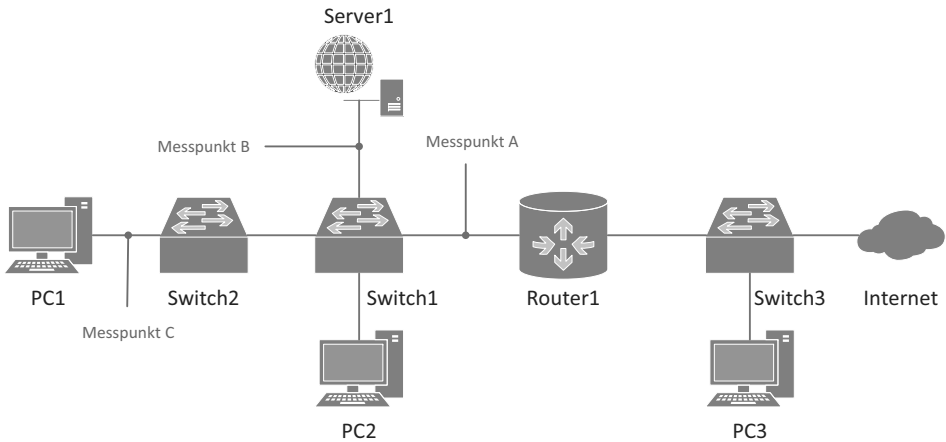 Server1
Messpunkt A
Messpunkt B
PC1
Switch2
Switch1
Router1
Switch3
Internet
Messpunkt C
PC2
PC3